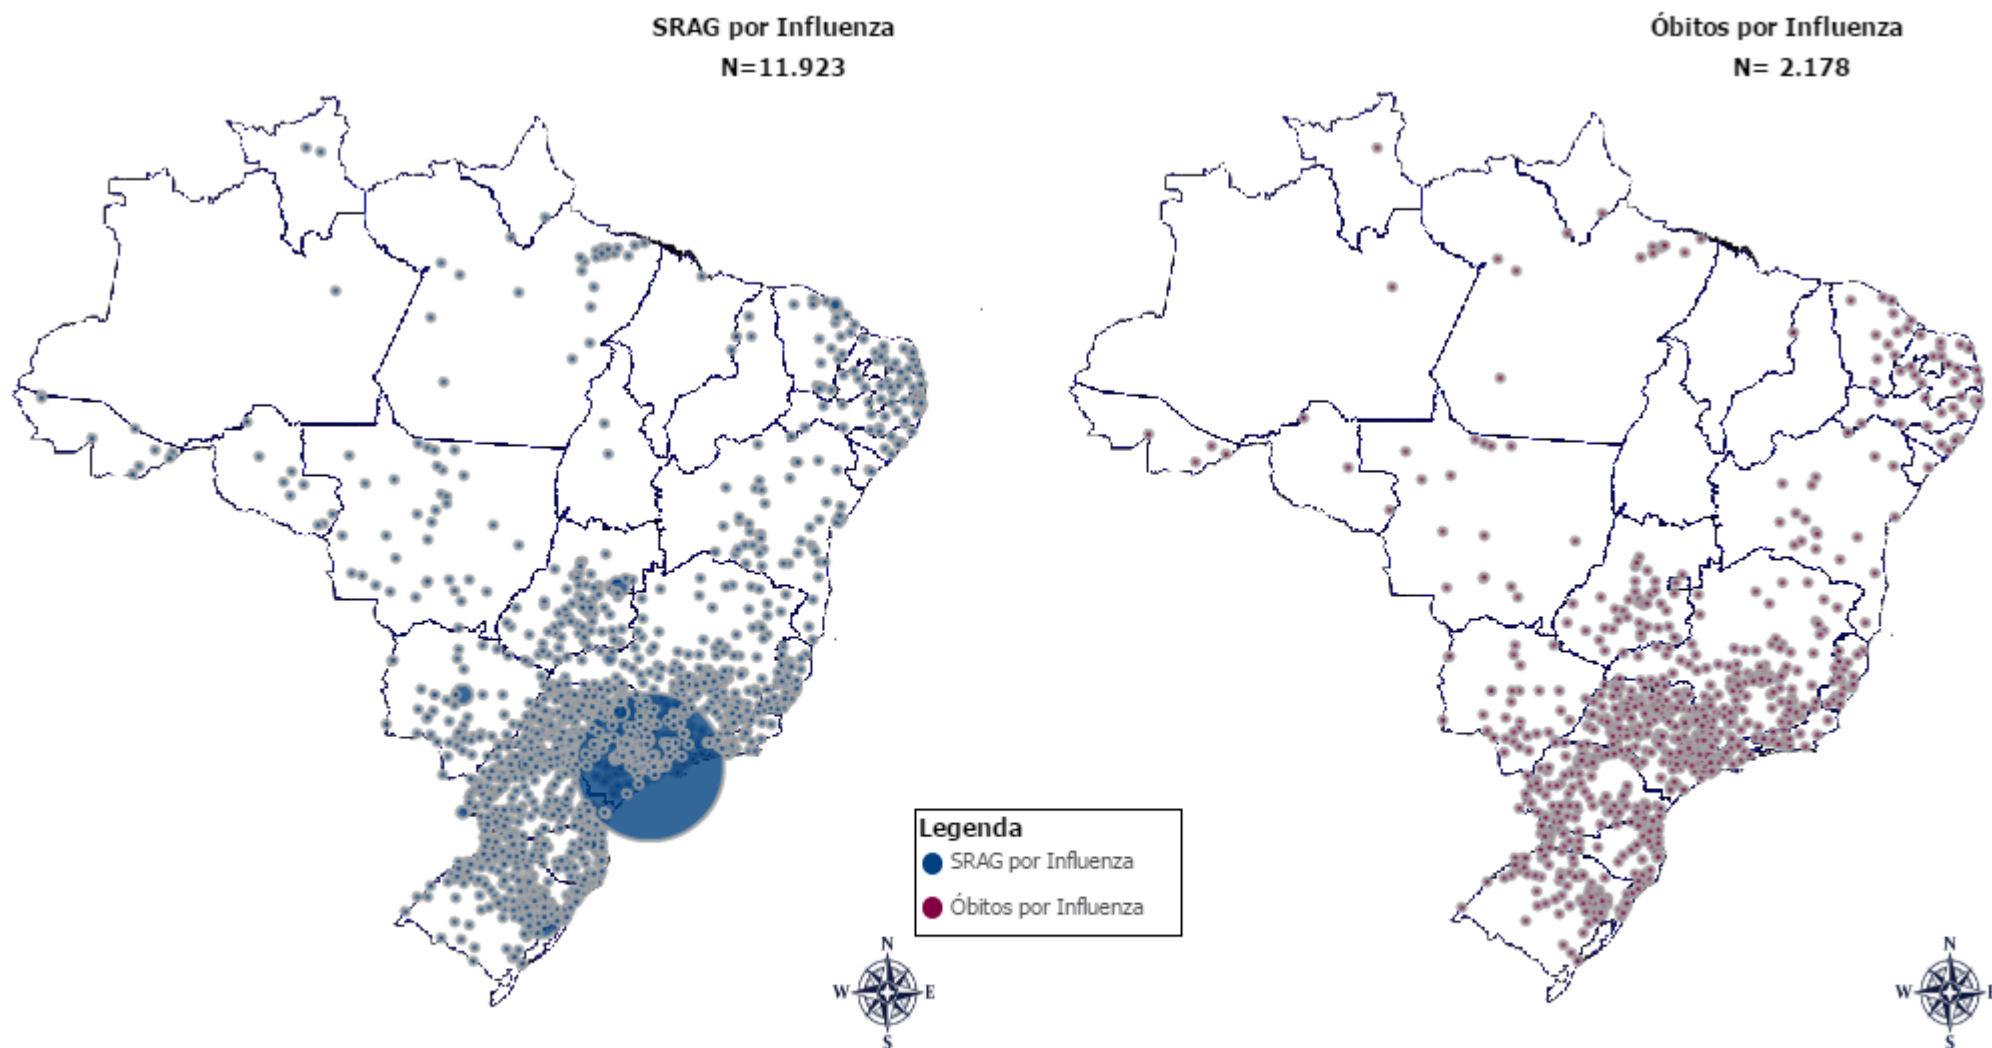 SRAG por Influenza
N=11.923
Óbitos por Influenza
N= 2.178
Legenda
SRAG por Influenza
Óbitos por Influenza
N
W E
S
N
W E
S